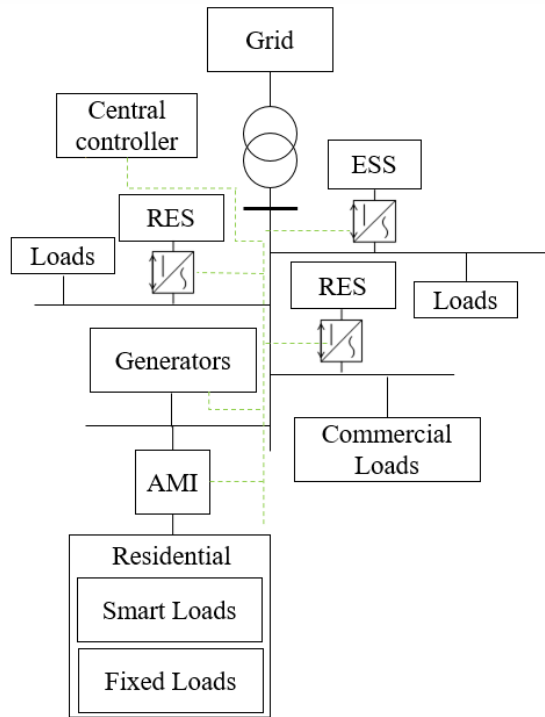 Grid
Central
controller
ESS
RES
Loads
RES
Loads
Generators
Commercial
Loads
AMI
Residential
Smart Loads
Fixed Loads